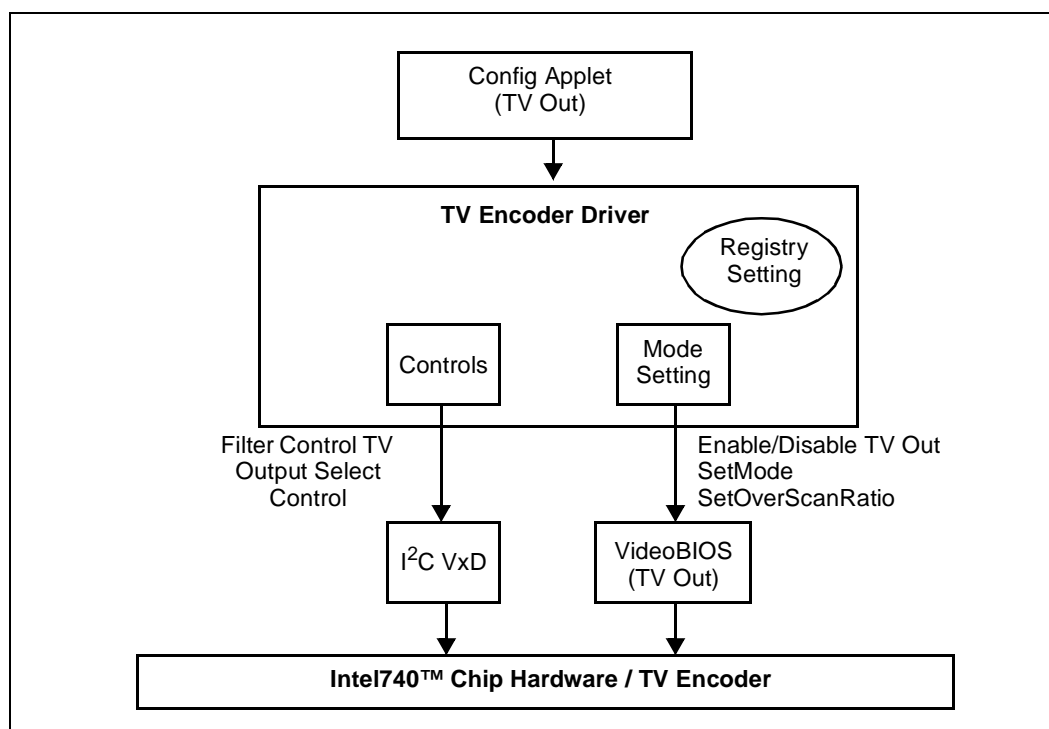 Config Applet
(TV Out)
TV Encoder Driver
Registry
Setting
Controls
Mode
Setting
Filter Control TV
Output Select
Control
Enable/Disable TV Out
SetMode
SetOverScanRatio
I²C VxD
VideoBIOS
(TV Out)
Intel740™ Chip Hardware / TV Encoder